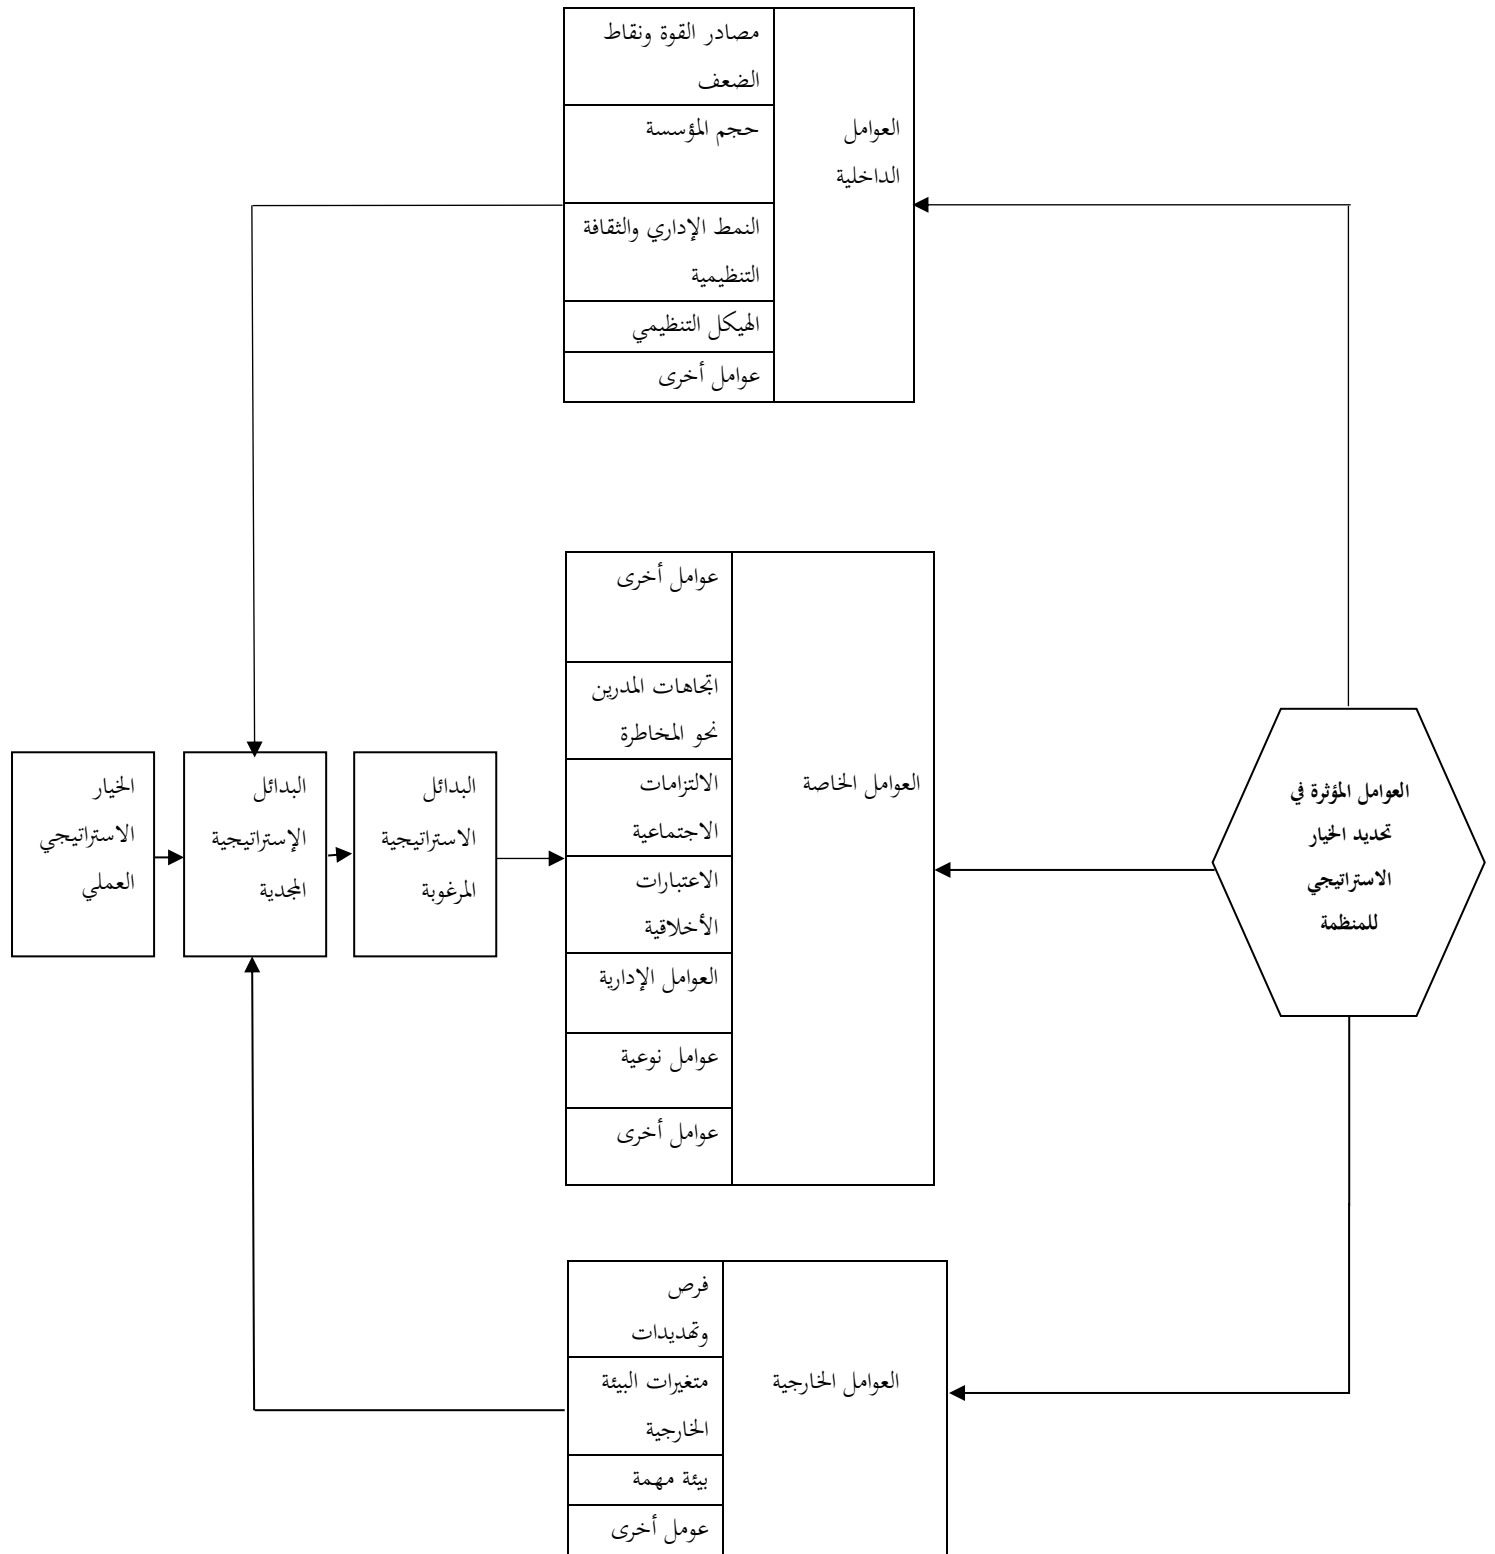 مصادر القوة ونقاط
الضعف
حجم المؤسسة
النمط الإداري والثقافة
التنظيمية
الهيكل التنظيمي
عوامل أخرى
العوامل
الداخلية
عوامل أخرى
اتجاهات المدرين
نحو المخاطرة
الالتزامات
الاجتماعية
الاعتبارات
الأخلاقية
العوامل الإدارية
عوامل نوعية
عوامل أخرى
العوامل الخاصة
العوامل المؤثرة في
تحديد الخيار
الاستراتيجي
للمنظمة
البدائل
الاستراتيجية
المرغوبة
البدائل
الإستراتيجية
المجدية
الخيار
الاستراتيجي
العملي
فرص
وتهديدات
متغيرات البيئة
الخارجية
بيئة مهمة
عومل أخرى
العوامل الخارجية